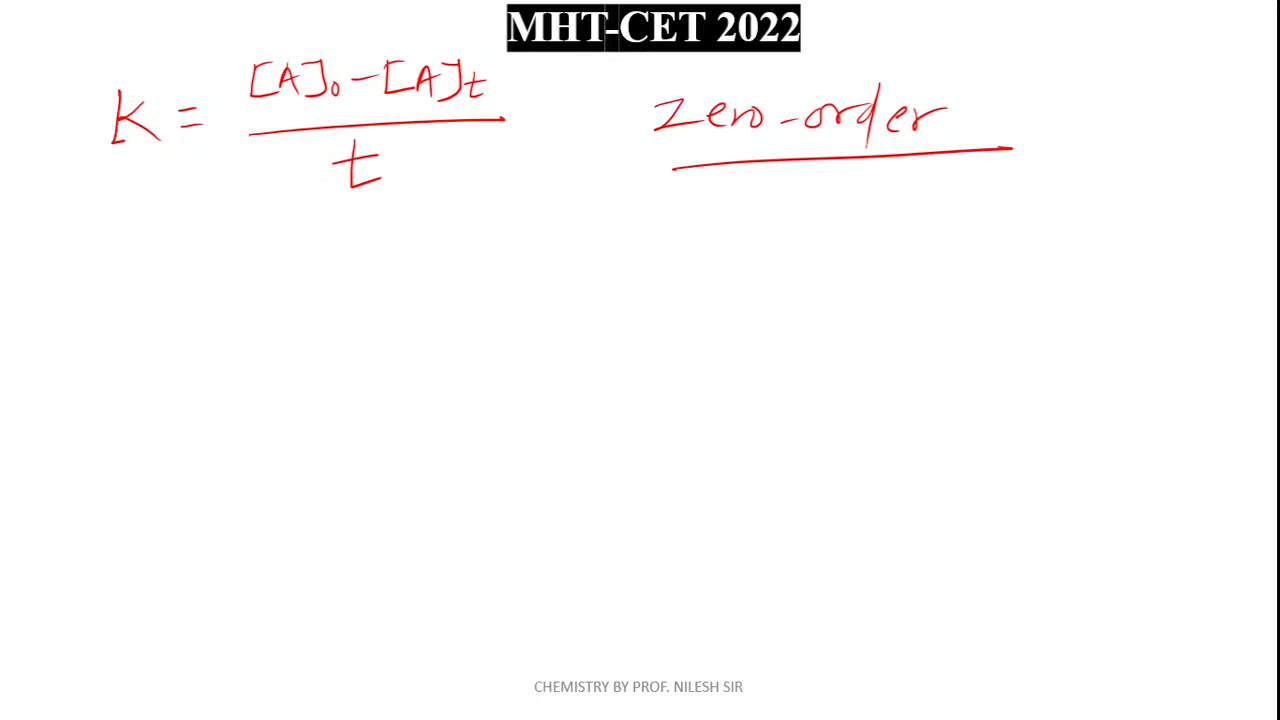 MHT-CET 2022
K = [A]₀ - [A]t / t
zero-order
CHEMISTRY BY PROF. NILESH SIR